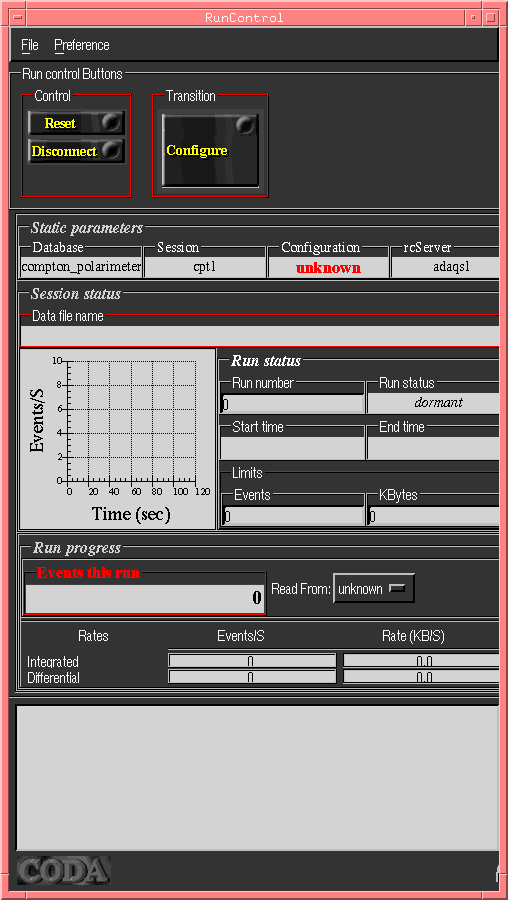 RunControl
File Preference
Run control Buttons
Control Transition
Reset
Disconnect
Configure
Static parameters
Database Session Configuration rcServer
compton_polarimeter cpt1 unknown adaqsl
Session status
Data file name
Run status
Run number Run status
0 dormant
Start time End time
Limits
Events KBytes
0 0
10
8
6
4
2
0
0 20 40 60 80 100 120
Events/S
Time (sec)
Run progress
Events this run
0
Read From: unknown
Rates Events/S Rate (KB/S)
Integrated 0 0.0
Differential 0 0.0
CODA